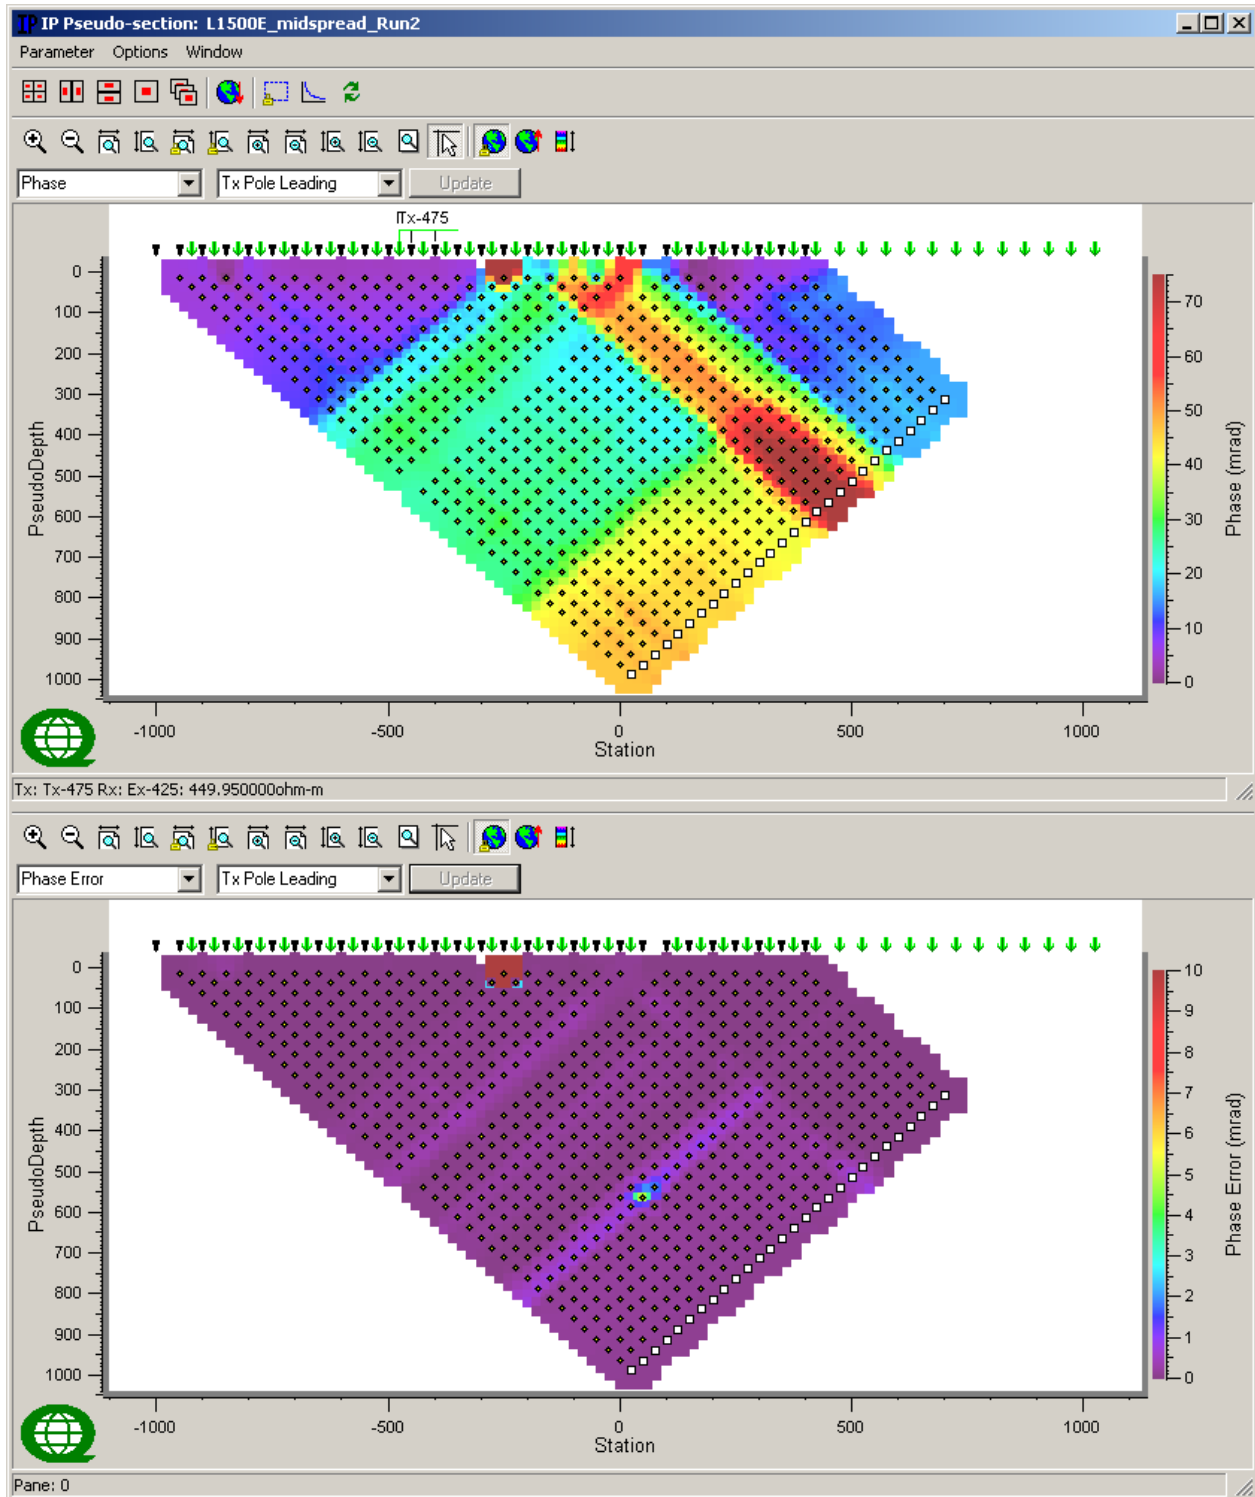 IP Pseudo-section: L1500E_midspread_Run2
Parameter Options Window
Phase Tx Pole Leading Update
Tx-475
0
100
200
300
400
500
600
700
800
900
1000
PseudoDepth
-1000 -500 0 500 1000
Station
70
60
50
40
30
20
10
0
Phase (mrad)
Tx: Tx-475 Rx: Ex-425: 449.950000ohm-m
Phase Error Tx Pole Leading Update
0
100
200
300
400
500
600
700
800
900
1000
PseudoDepth
-1000 -500 0 500 1000
Station
10
9
8
7
6
5
4
3
2
1
0
Phase Error (mrad)
Pane: 0